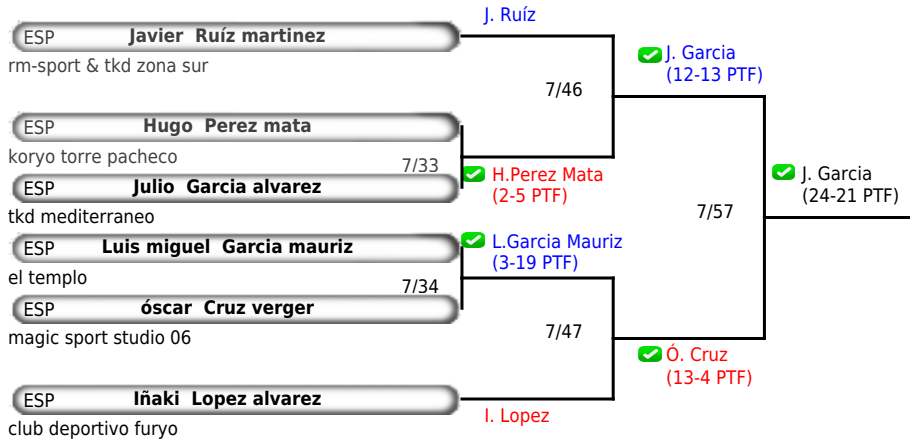 J. Ruíz
ESP Javier Ruíz martinez
rm-sport & tkd zona sur
J. Garcia
(12-13 PTF)
7/46
ESP Hugo Perez mata
koryo torre pacheco
7/33
H.Perez Mata
(2-5 PTF)
ESP Julio Garcia alvarez
tkd mediterraneo
J. Garcia
(24-21 PTF)
7/57
ESP Luis miguel Garcia mauriz
el templo
L.Garcia Mauriz
(3-19 PTF)
7/34
ESP óscar Cruz verger
magic sport studio 06
7/47
Ó. Cruz
(13-4 PTF)
ESP Iñaki Lopez alvarez
club deportivo furyo
I. Lopez